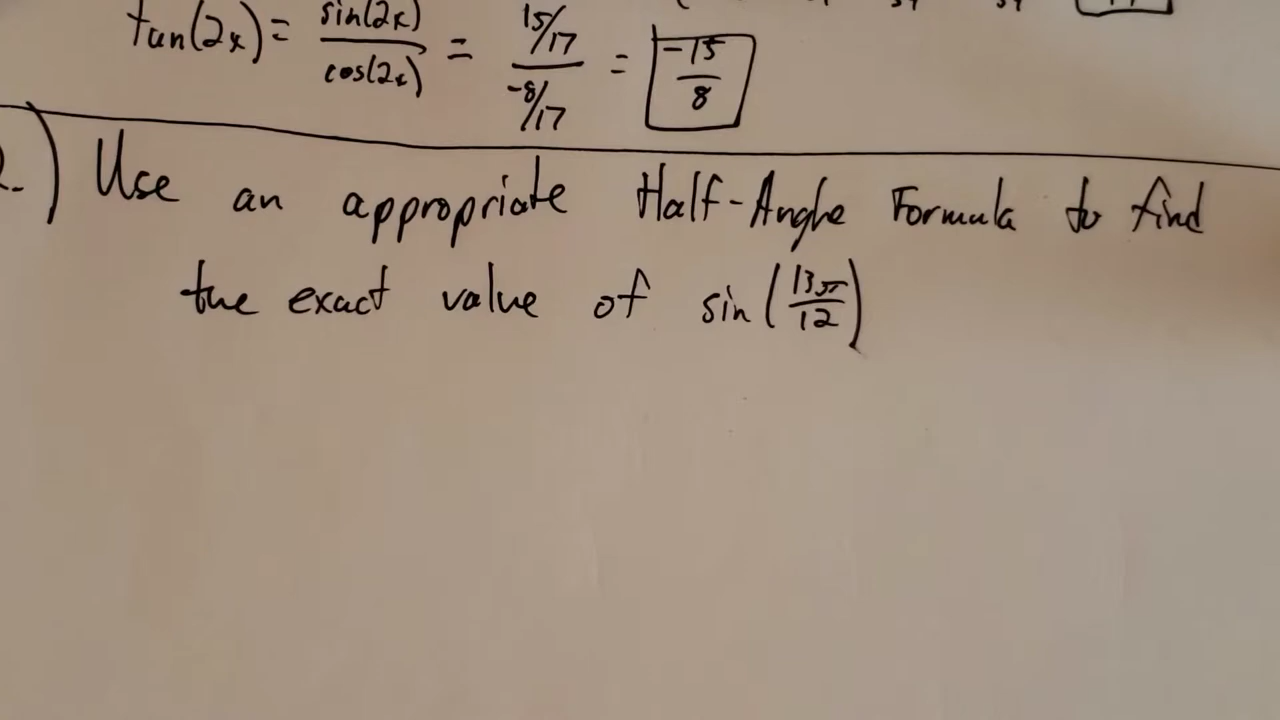 tan(2x) = sin(2x)/cos(2x) = 15/17 / -8/17 = -15/8
2.) Use an appropriate Half-Angle Formula to find
the exact value of sin(13π/12)